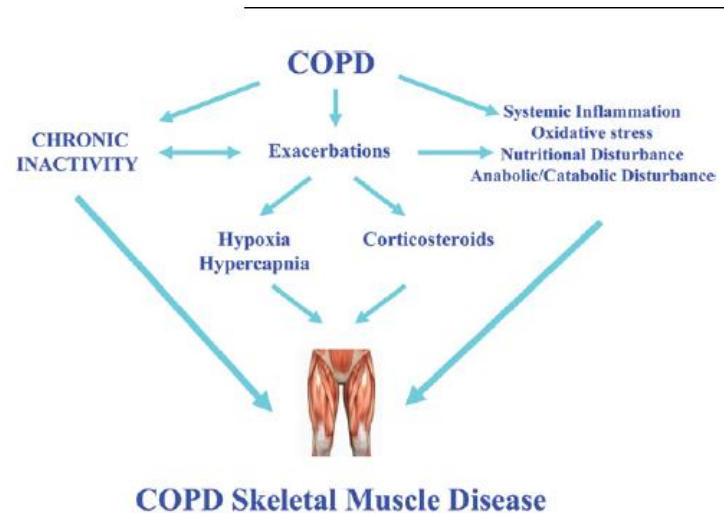 COPD
CHRONIC
INACTIVITY
Exacerbations
Systemic Inflammation
Oxidative stress
Nutritional Disturbance
Anabolic/Catabolic Disturbance
Hypoxia
Hypercapnia
Corticosteroids
COPD Skeletal Muscle Disease